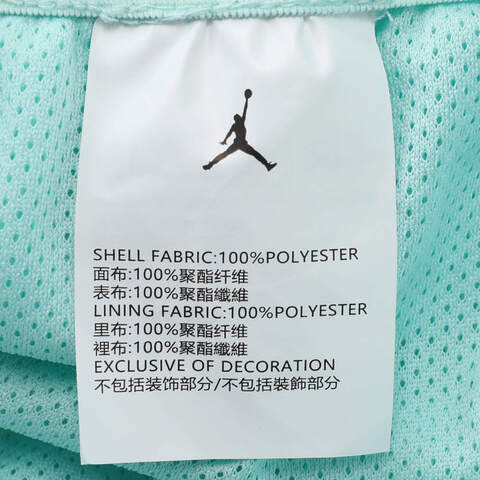 SHELL FABRIC:100%POLYESTER
面布:100%聚酯纤维
表布:100%聚酯纖維
LINING FABRIC:100%POLYESTER
里布:100%聚酯纤维
裡布:100%聚酯纖維
EXCLUSIVE OF DECORATION
不包括装饰部分/不包括裝飾部分